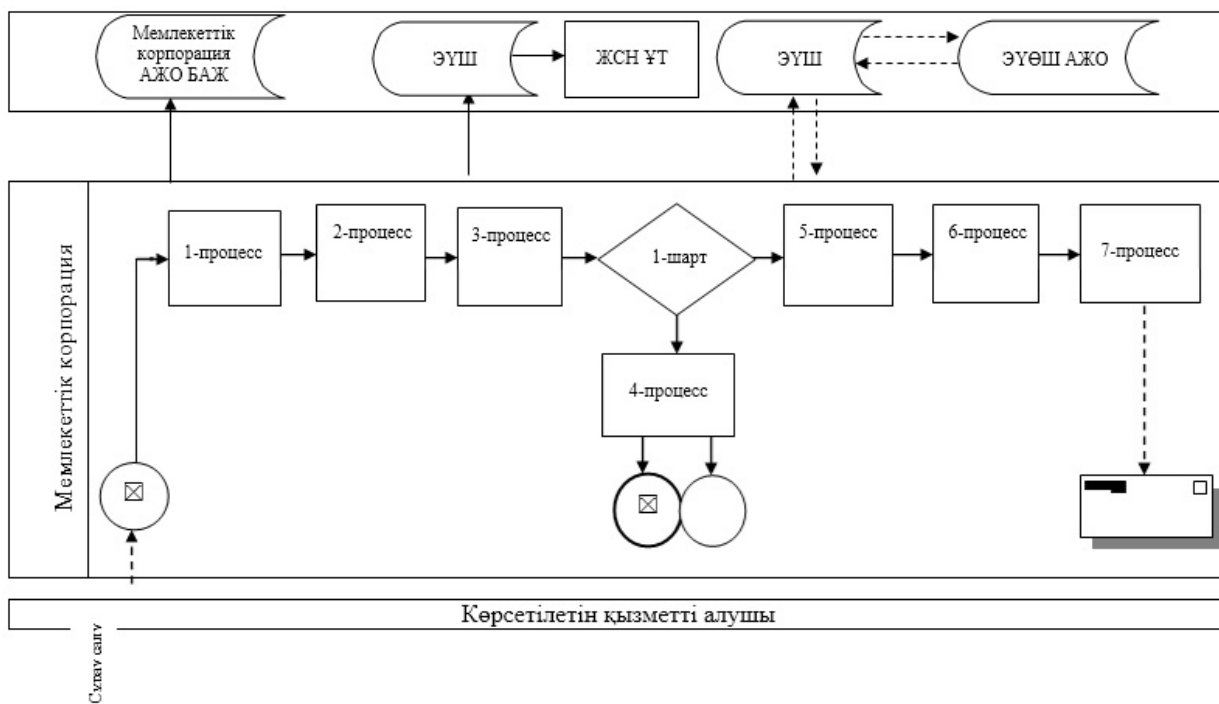 Мемлекеттік
корпорация
АЖО БАЖ
ЭҮШ
ЖСН ҰТ
ЭҮШ
ЭҮӨШ АЖО
Мемлекеттік корпорация
1-процесс
2-процесс
3-процесс
1-шарт
5-процесс
6-процесс
7-процесс
4-процесс
Көрсетілетін қызметті алушы
Сұрау салу